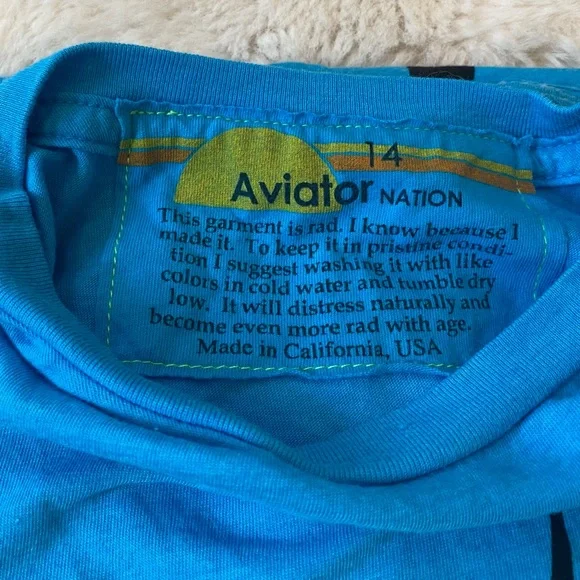 14
Aviator NATION
This garment is rad. I know because I
made it. To keep it in pristine condi-
tion I suggest washing it with like
colors in cold water and tumble dry
low. It will distress naturally and
become even more rad with age.
Made in California, USA